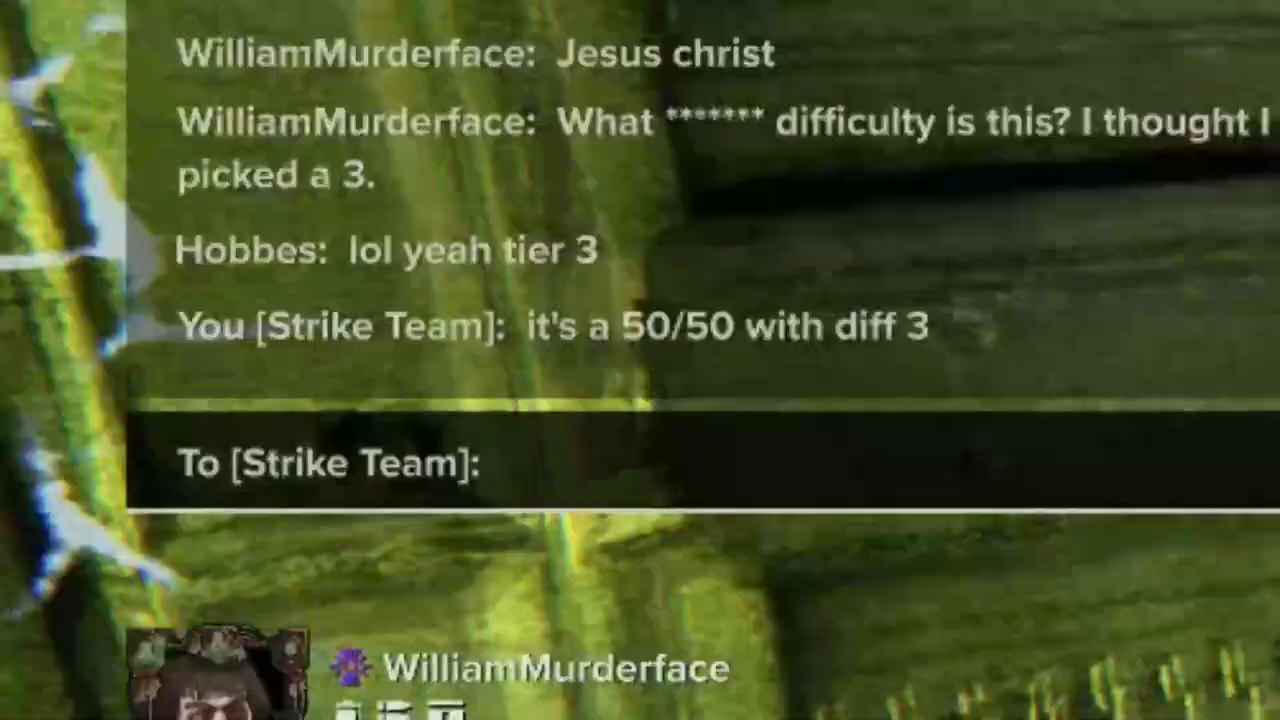 WilliamMurderface: Jesus christ
WilliamMurderface: What ******* difficulty is this? I thought I
picked a 3.
Hobbes: lol yeah tier 3
You [Strike Team]: it's a 50/50 with diff 3
To [Strike Team]:
WilliamMurderface